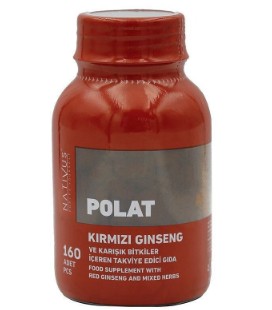 NATIVUS
POLAT
KIRMIZI GINSENG
VE KARIŞIK BİTKİLER
İÇEREN TAKVİYE EDİCİ GIDA
FOOD SUPPLEMENT WITH
RED GINSENG AND MIXED HERBS
160
ADET
PCS